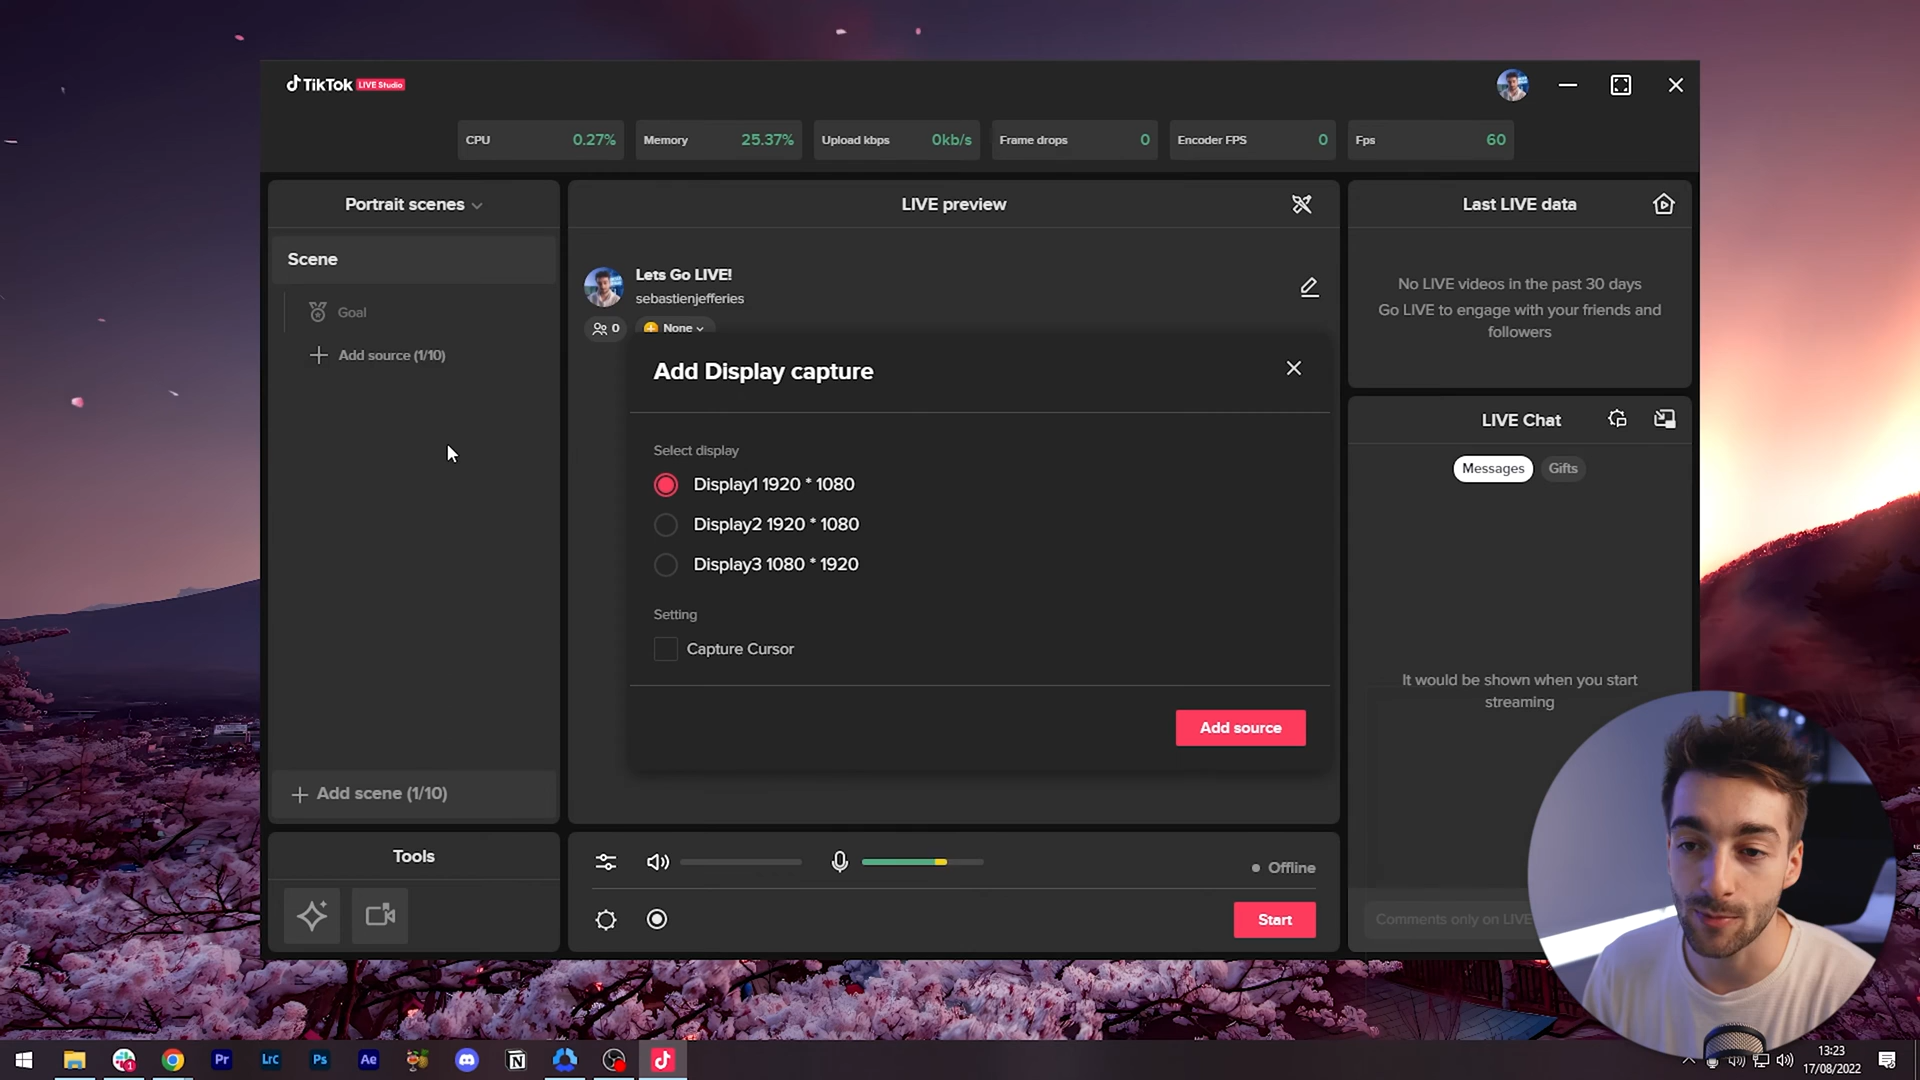 TikTok LIVE Studio
CPU 0.27%
Memory 25.37%
Upload kbps 0kb/s
Frame drops 0
Encoder FPS 0
Fps 60
Portrait scenes
Scene
Goal
Add source (1/10)
Add scene (1/10)
Tools
LIVE preview
Lets Go LIVE!
sebastienjefferies
0
None
Add Display capture
Select display
Display1 1920 * 1080
Display2 1920 * 1080
Display3 1080 * 1920
Setting
Capture Cursor
Add source
Offline
Start
Last LIVE data
No LIVE videos in the past 30 days
Go LIVE to engage with your friends and
followers
LIVE Chat
Messages
Gifts
It would be shown when you start
streaming
Comments only on LIVE
1
Pr
Lrc
Ps
Ae
13:23
17/08/2022